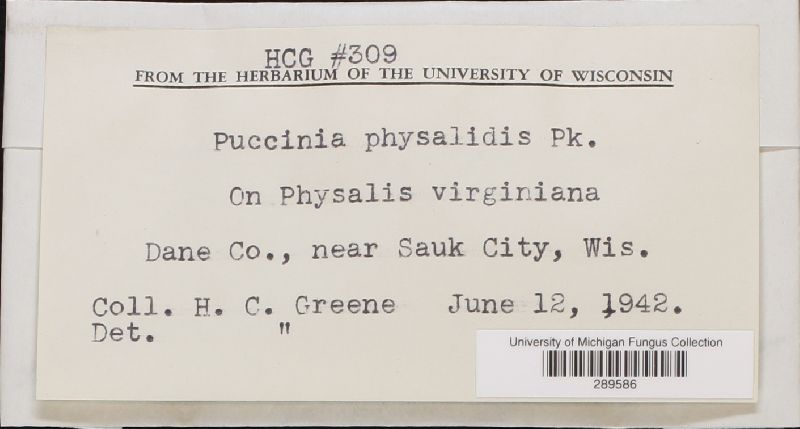 HCG #309
FROM THE HERBARIUM OF THE UNIVERSITY OF WISCONSIN
Puccinia physalidis Pk.
On Physalis virginiana
Dane Co., near Sauk City, Wis.
Coll. H. C. Greene June 12, 1942.
Det. "
University of Michigan Fungus Collection
289586